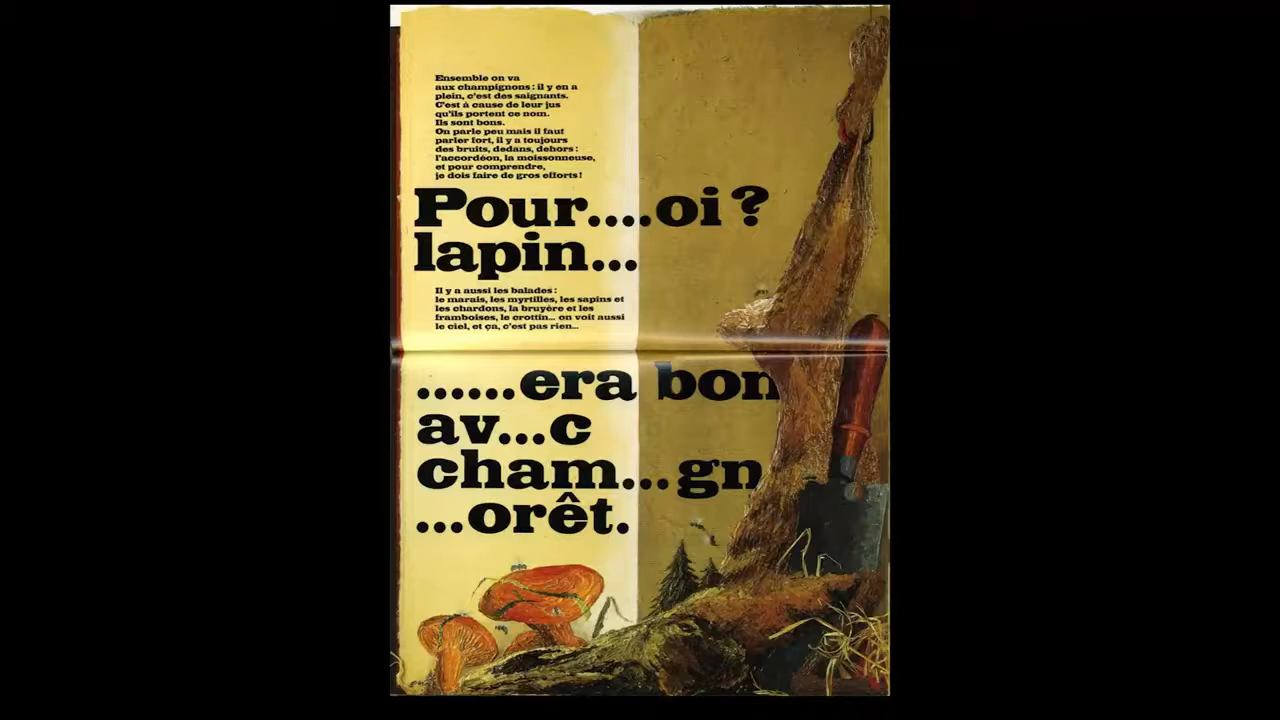 Ensemble on va
aux champignons : il y en a
plein, c'est des saignants.
C'est à cause de leur jus
qu'ils portent ce nom.
Ils sont bons.
On parle peu mais il faut
parler fort, il y a toujours
des bruits, dedans, dehors :
l'accordéon, la moissonneuse,
et pour comprendre,
je dois faire de gros efforts !
Pour....oi ?
lapin...
Il y a aussi les balades :
le marais, les myrtilles, les sapins et
les chardons, la bruyère et les
framboises, le crottin... on voit aussi
le ciel, et ça, c'est pas rien...
......era bon
av...c
cham...gn
...orêt.